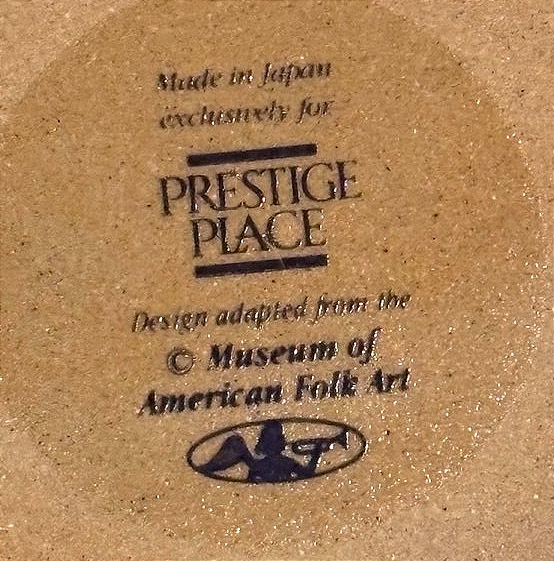 Made in Japan
exclusively for
PRESTIGE
PLACE
Design adapted from the
© Museum of
American Folk Art